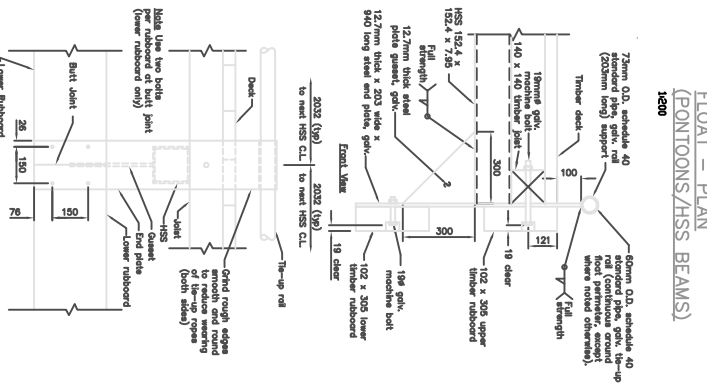 FLOAT - PLAN
(PONTOONS/HSS BEAMS)
1:200
73mm O.D. schedule 40
standard pipe, galv. rail
(203mm long) support
Timber deck
19mmø galv.
machine bolt
140 x 140 timber joist
HSS 152.4 x
152.4 x 7.95
Full
strength
12.7mm thick steel
plate gusset, galv.
12.7mm thick x 203 wide x
940 long steel end plate, galv.
60mm O.D. schedule 40
standard pipe, galv. tie-up
rail (continuous around
float perimeter, except
where noted otherwise).
Full
strength
100
121
300
300
19 clear
102 x 305 upper
timber rubboard
19ø galv.
machine bolt
102 x 305 lower
timber rubboard
19 clear
2
Front View
2032 (typ)
to next HSS C.L.
2032 (typ)
to next HSS C.L.
Deck
Tie-up rail
Grind rough edges
smooth and round
to reduce wearing
of tie-up ropes
(both sides)
Note Use two bolts
per rubboard at butt joint
(lower rubboard only)
Butt Joint
Joist
HSS
Gusset
End plate
Lower rubboard
Lower Rubboard
26
150
150
76